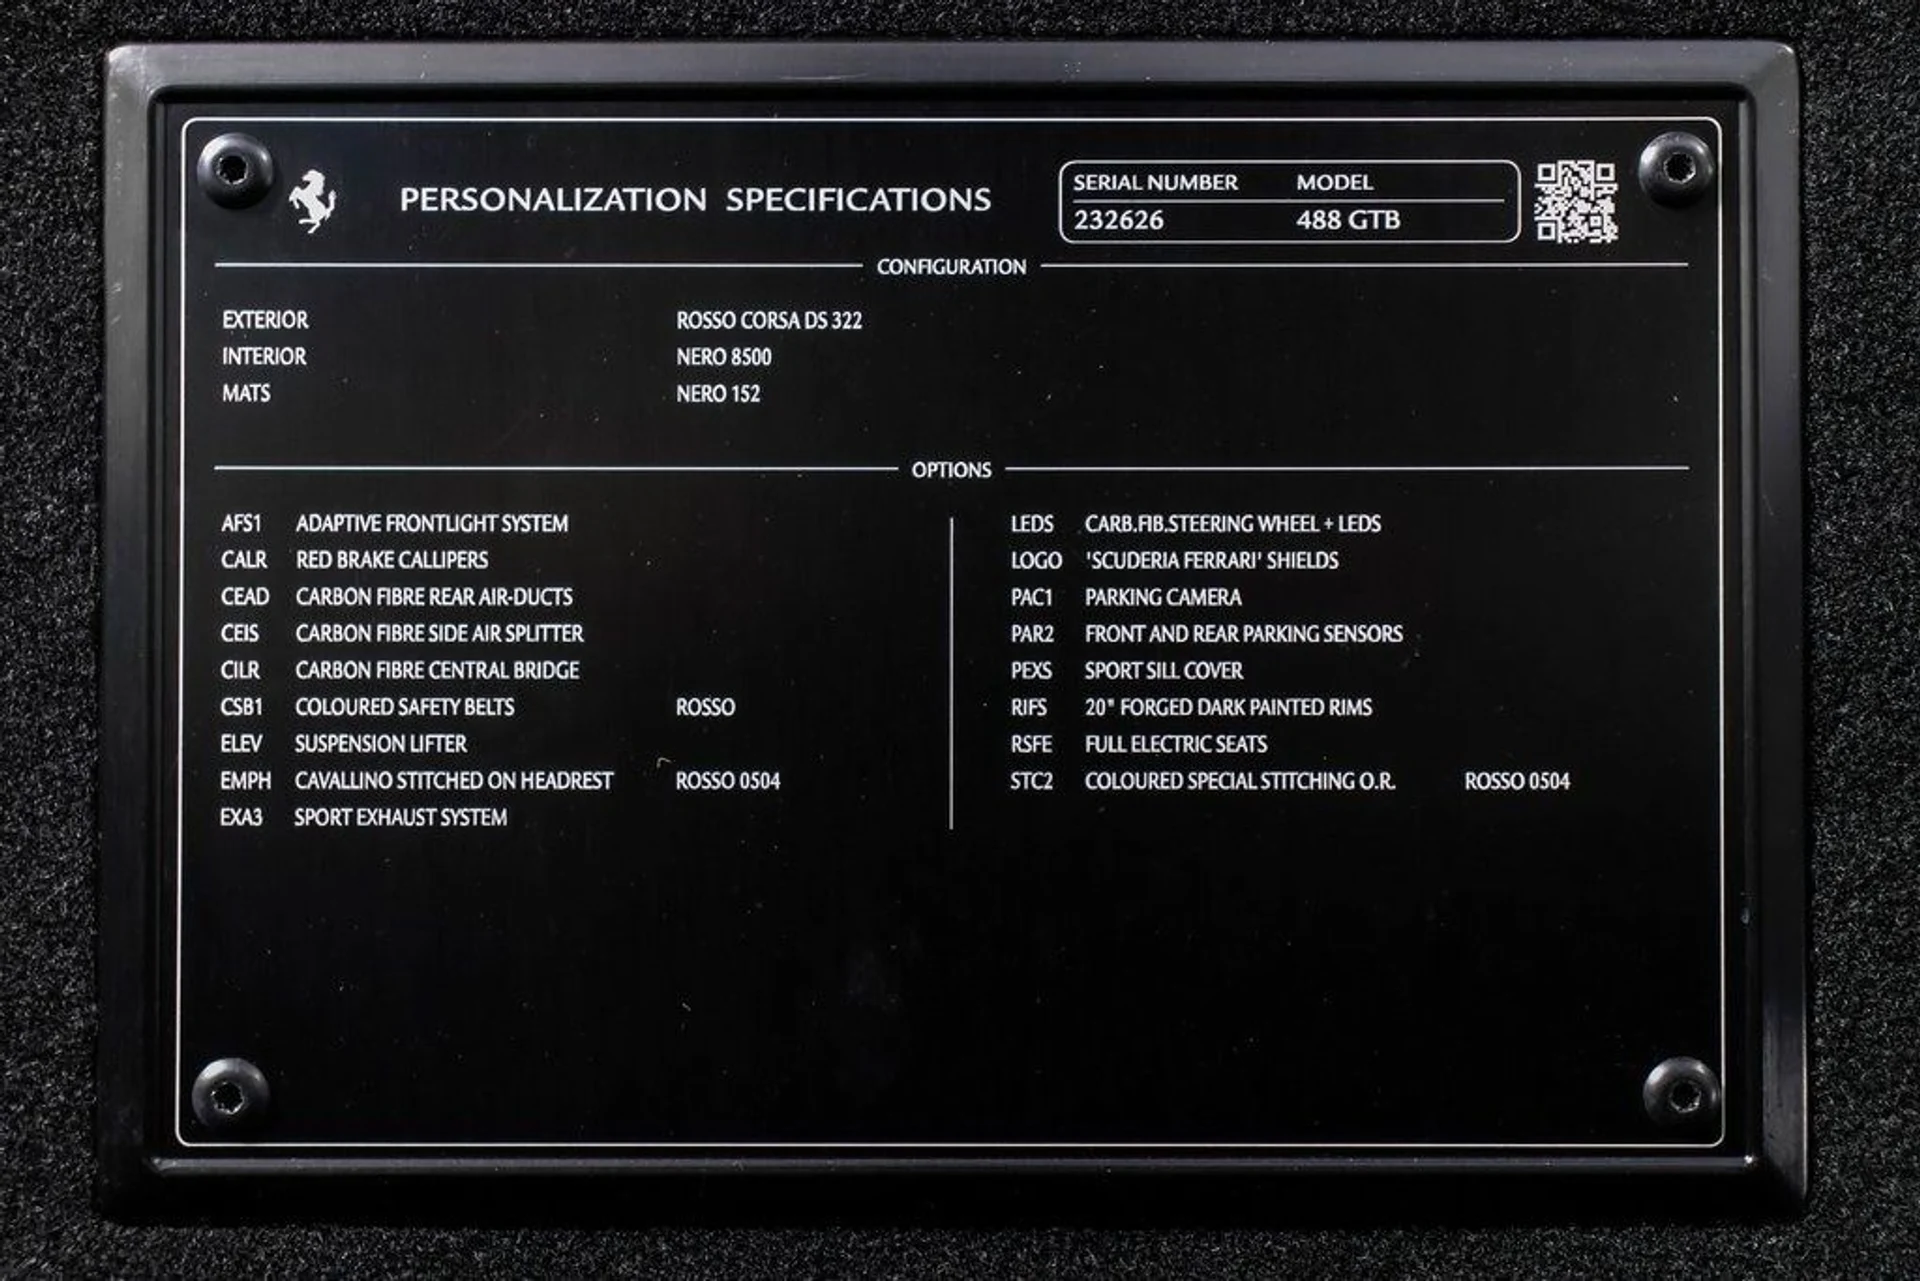 PERSONALIZATION SPECIFICATIONS
SERIAL NUMBER MODEL
232626 488 GTB
CONFIGURATION
EXTERIOR ROSSO CORSA DS 322
INTERIOR NERO 8500
MATS NERO 152
OPTIONS
AFS1 ADAPTIVE FRONTLIGHT SYSTEM
CALR RED BRAKE CALLIPERS
CEAD CARBON FIBRE REAR AIR-DUCTS
CEIS CARBON FIBRE SIDE AIR SPLITTER
CILR CARBON FIBRE CENTRAL BRIDGE
CSB1 COLOURED SAFETY BELTS ROSSO
ELEV SUSPENSION LIFTER
EMPH CAVALLINO STITCHED ON HEADREST ROSSO 0504
EXA3 SPORT EXHAUST SYSTEM
LEDS CARB.FIB.STEERING WHEEL + LEDS
LOGO 'SCUDERIA FERRARI' SHIELDS
PAC1 PARKING CAMERA
PAR2 FRONT AND REAR PARKING SENSORS
PEXS SPORT SILL COVER
RIFS 20" FORGED DARK PAINTED RIMS
RSFE FULL ELECTRIC SEATS
STC2 COLOURED SPECIAL STITCHING O.R. ROSSO 0504